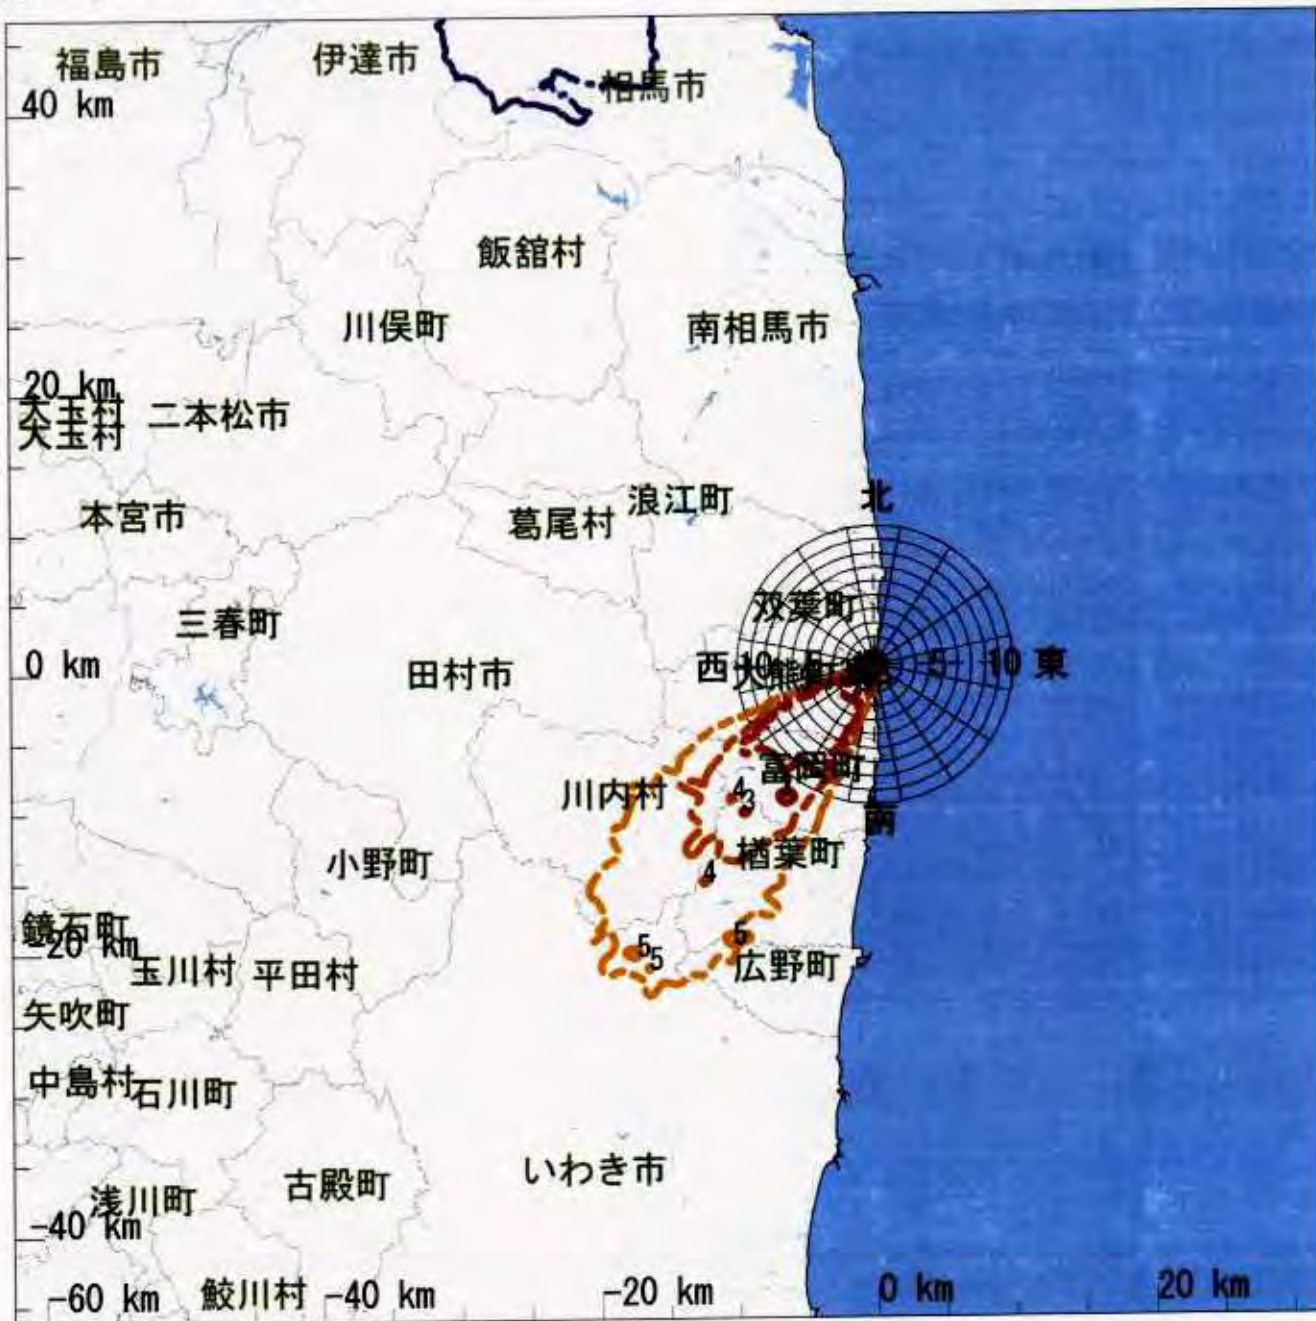 福島市
伊達市
相馬市
40 km
飯舘村
川俣町
南相馬市
20 km
大玉村
大玉村
二本松市
本宮市
葛尾村
浪江町
北
双葉町
三春町
0 km
田村市
西 10
5
10 東
富岡町
川内村
4
3
南
楢葉町
小野町
4
鏡石町
-20 km
玉川村
平田村
5
5
5
広野町
矢吹町
中島村
石川町
いわき市
古殿町
浅川町
-40 km
-60 km
鮫川村
-40 km
-20 km
0 km
20 km